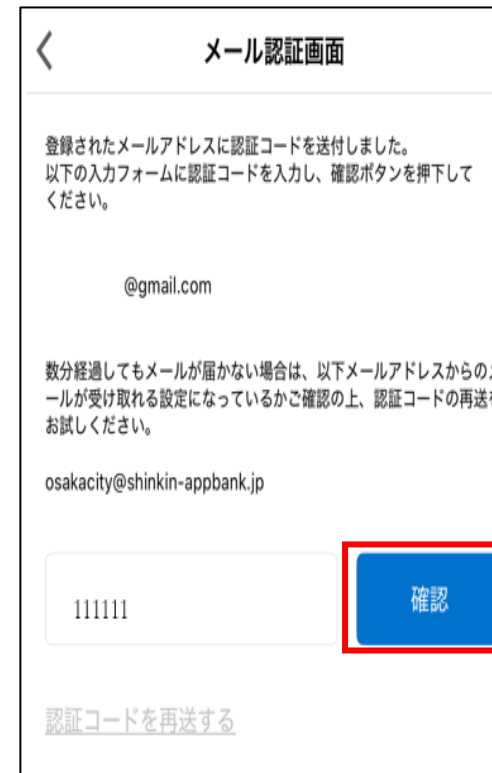 メール認証画面
登録されたメールアドレスに認証コードを送付しました。
以下の入力フォームに認証コードを入力し、確認ボタンを押下して
ください。
@gmail.com
数分経過してもメールが届かない場合は、以下メールアドレスからの
ールが受け取れる設定になっているかご確認の上、認証コードの再送
お試しください。
osakacity@shinkin-appbank.jp
111111
確認
認証コードを再送する